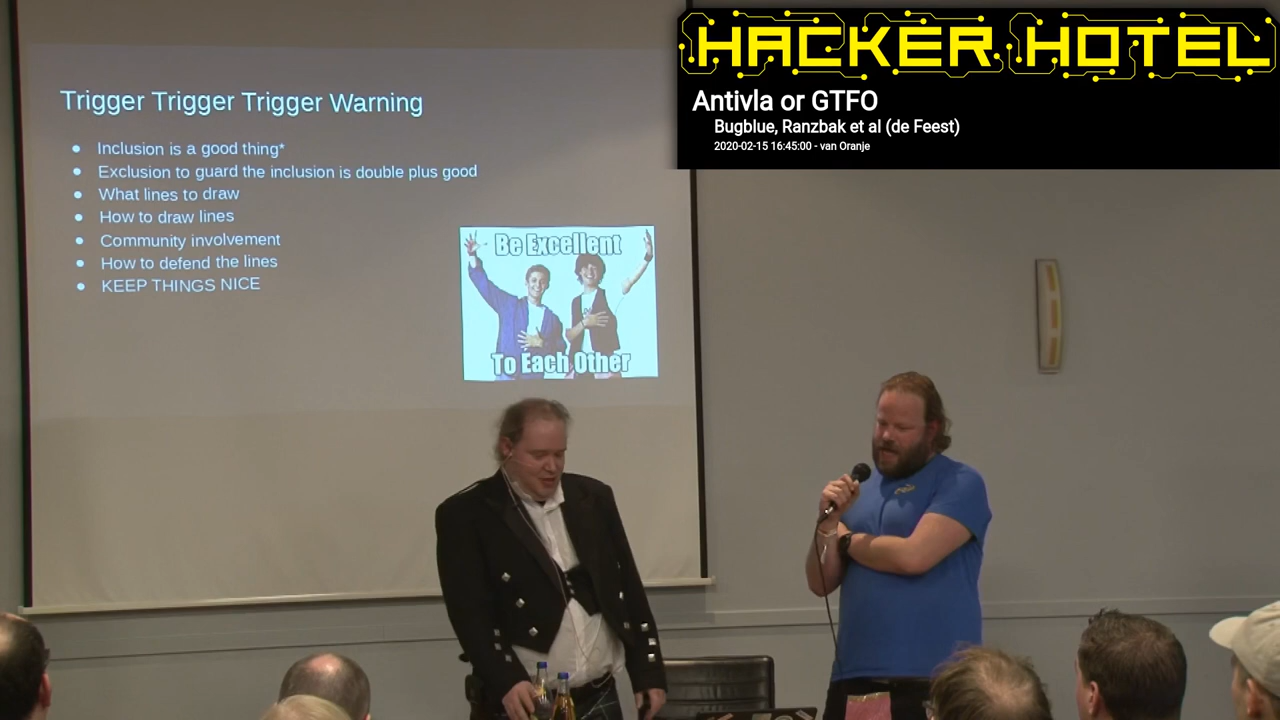 HACKER HOTEL
Antivla or GTFO
Bugblue, Ranzbak et al (de Feest)
2020-02-15 16:45:00 - van Oranje
Trigger Trigger Trigger Warning
● Inclusion is a good thing*
● Exclusion to guard the inclusion is double plus good
● What lines to draw
● How to draw lines
● Community involvement
● How to defend the lines
● KEEP THINGS NICE
Be Excellent
To Each Other